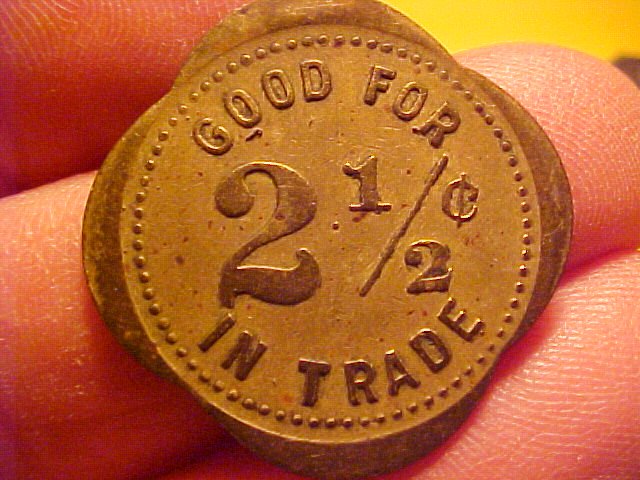 GOOD FOR
2 1/2 ¢
IN TRADE